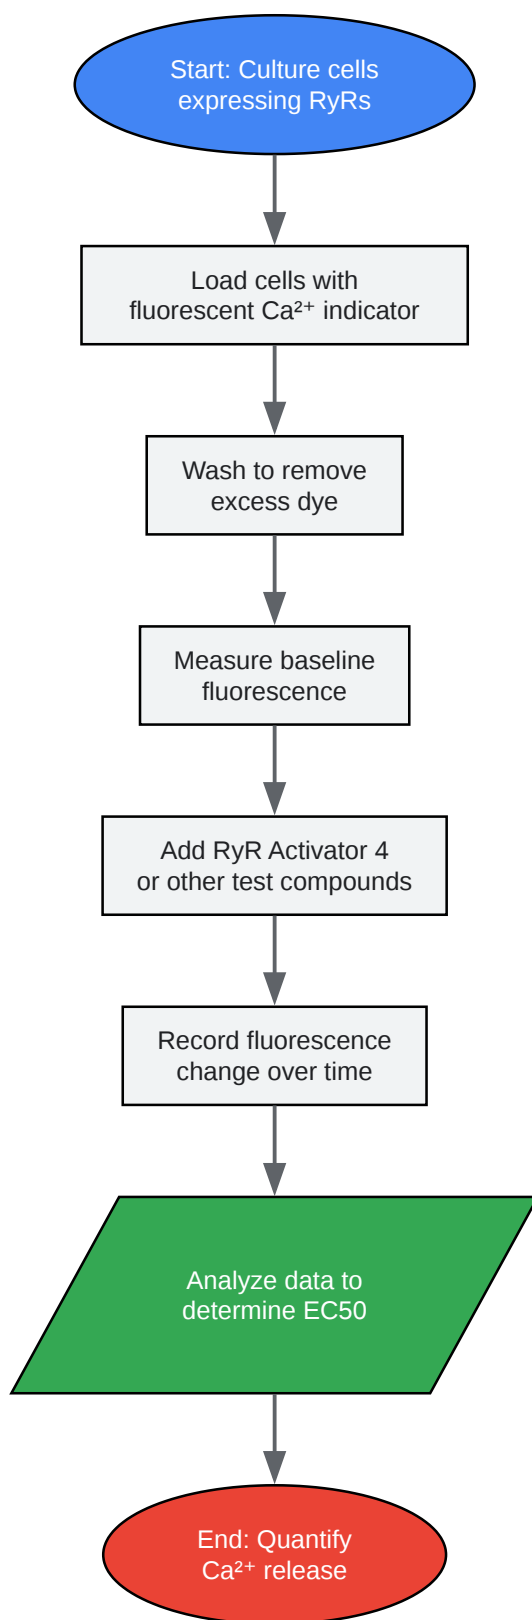 Start: Culture cells
expressing RyRs
Load cells with
fluorescent Ca²⁺ indicator
Wash to remove
excess dye
Measure baseline
fluorescence
Add RyR Activator 4
or other test compounds
Record fluorescence
change over time
Analyze data to
determine EC50
End: Quantify
Ca²⁺ release